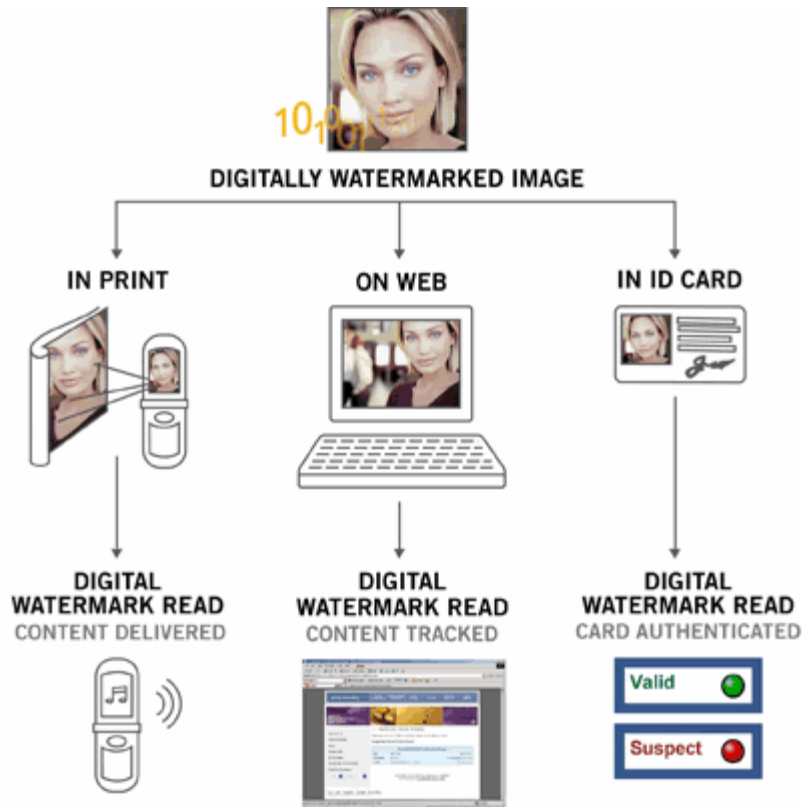 DIGITALLY WATERMARKED IMAGE
IN PRINT
ON WEB
IN ID CARD
DIGITAL
WATERMARK READ
CONTENT DELIVERED
DIGITAL
WATERMARK READ
CONTENT TRACKED
DIGITAL
WATERMARK READ
CARD AUTHENTICATED
Valid
Suspect